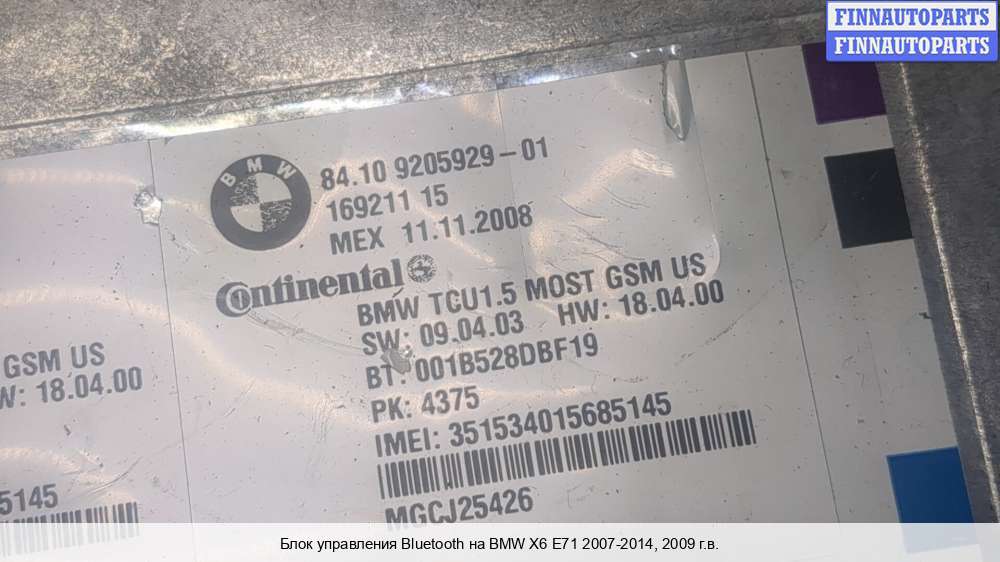 FINNAUTOPARTS
FINNAUTOPARTS
BMW
84.10 9205929-01
169211 15
MEX 11.11.2008
Continental
BMW TCU1.5 MOST GSM US
SW: 09.04.03 HW: 18.04.00
BT: 001B528DBF19
PK: 4375
IMEI: 351534015685145
MGCJ25426
GSM US
W: 18.04.00
5145
Блок управления Bluetooth на BMW X6 E71 2007-2014, 2009 г.в.